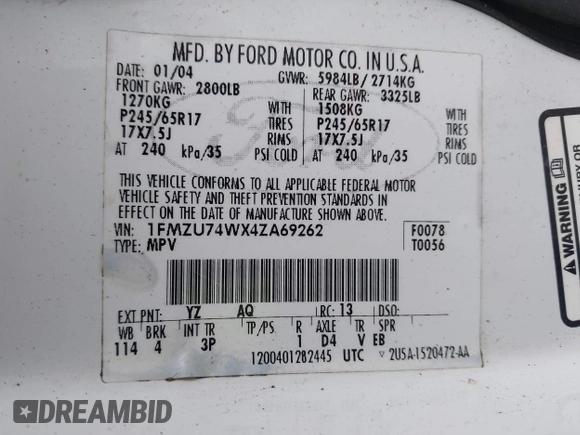 MFD. BY FORD MOTOR CO. IN U.S.A.
DATE: 01/04 GVWR: 5984LB/2714KG
FRONT GAWR: 2800LB REAR GAWR: 3325LB
1270KG WITH 1508KG WITH
P245/65R17 TIRES P245/65R17 TIRES
17X7.5J RIMS 17X7.5J RIMS
AT 240 kPa/35 PSI COLD AT 240 kPa/35 PSI COLD
THIS VEHICLE CONFORMS TO ALL APPLICABLE FEDERAL MOTOR
VEHICLE SAFETY AND THEFT PREVENTION STANDARDS IN
EFFECT ON THE DATE OF MANUFACTURE SHOWN ABOVE.
VIN: 1FMZU74WX4ZA69262 F0078
TYPE: MPV T0056
EXT PNT: YZ AQ RC: 13 DSO:
WB BRK INT TR TP/PS R AXLE TR SPR
114 4 3P 1 D4 V EB
1200401282445 UTC 2U5A-1520472-AA
Ford
DREAMBID